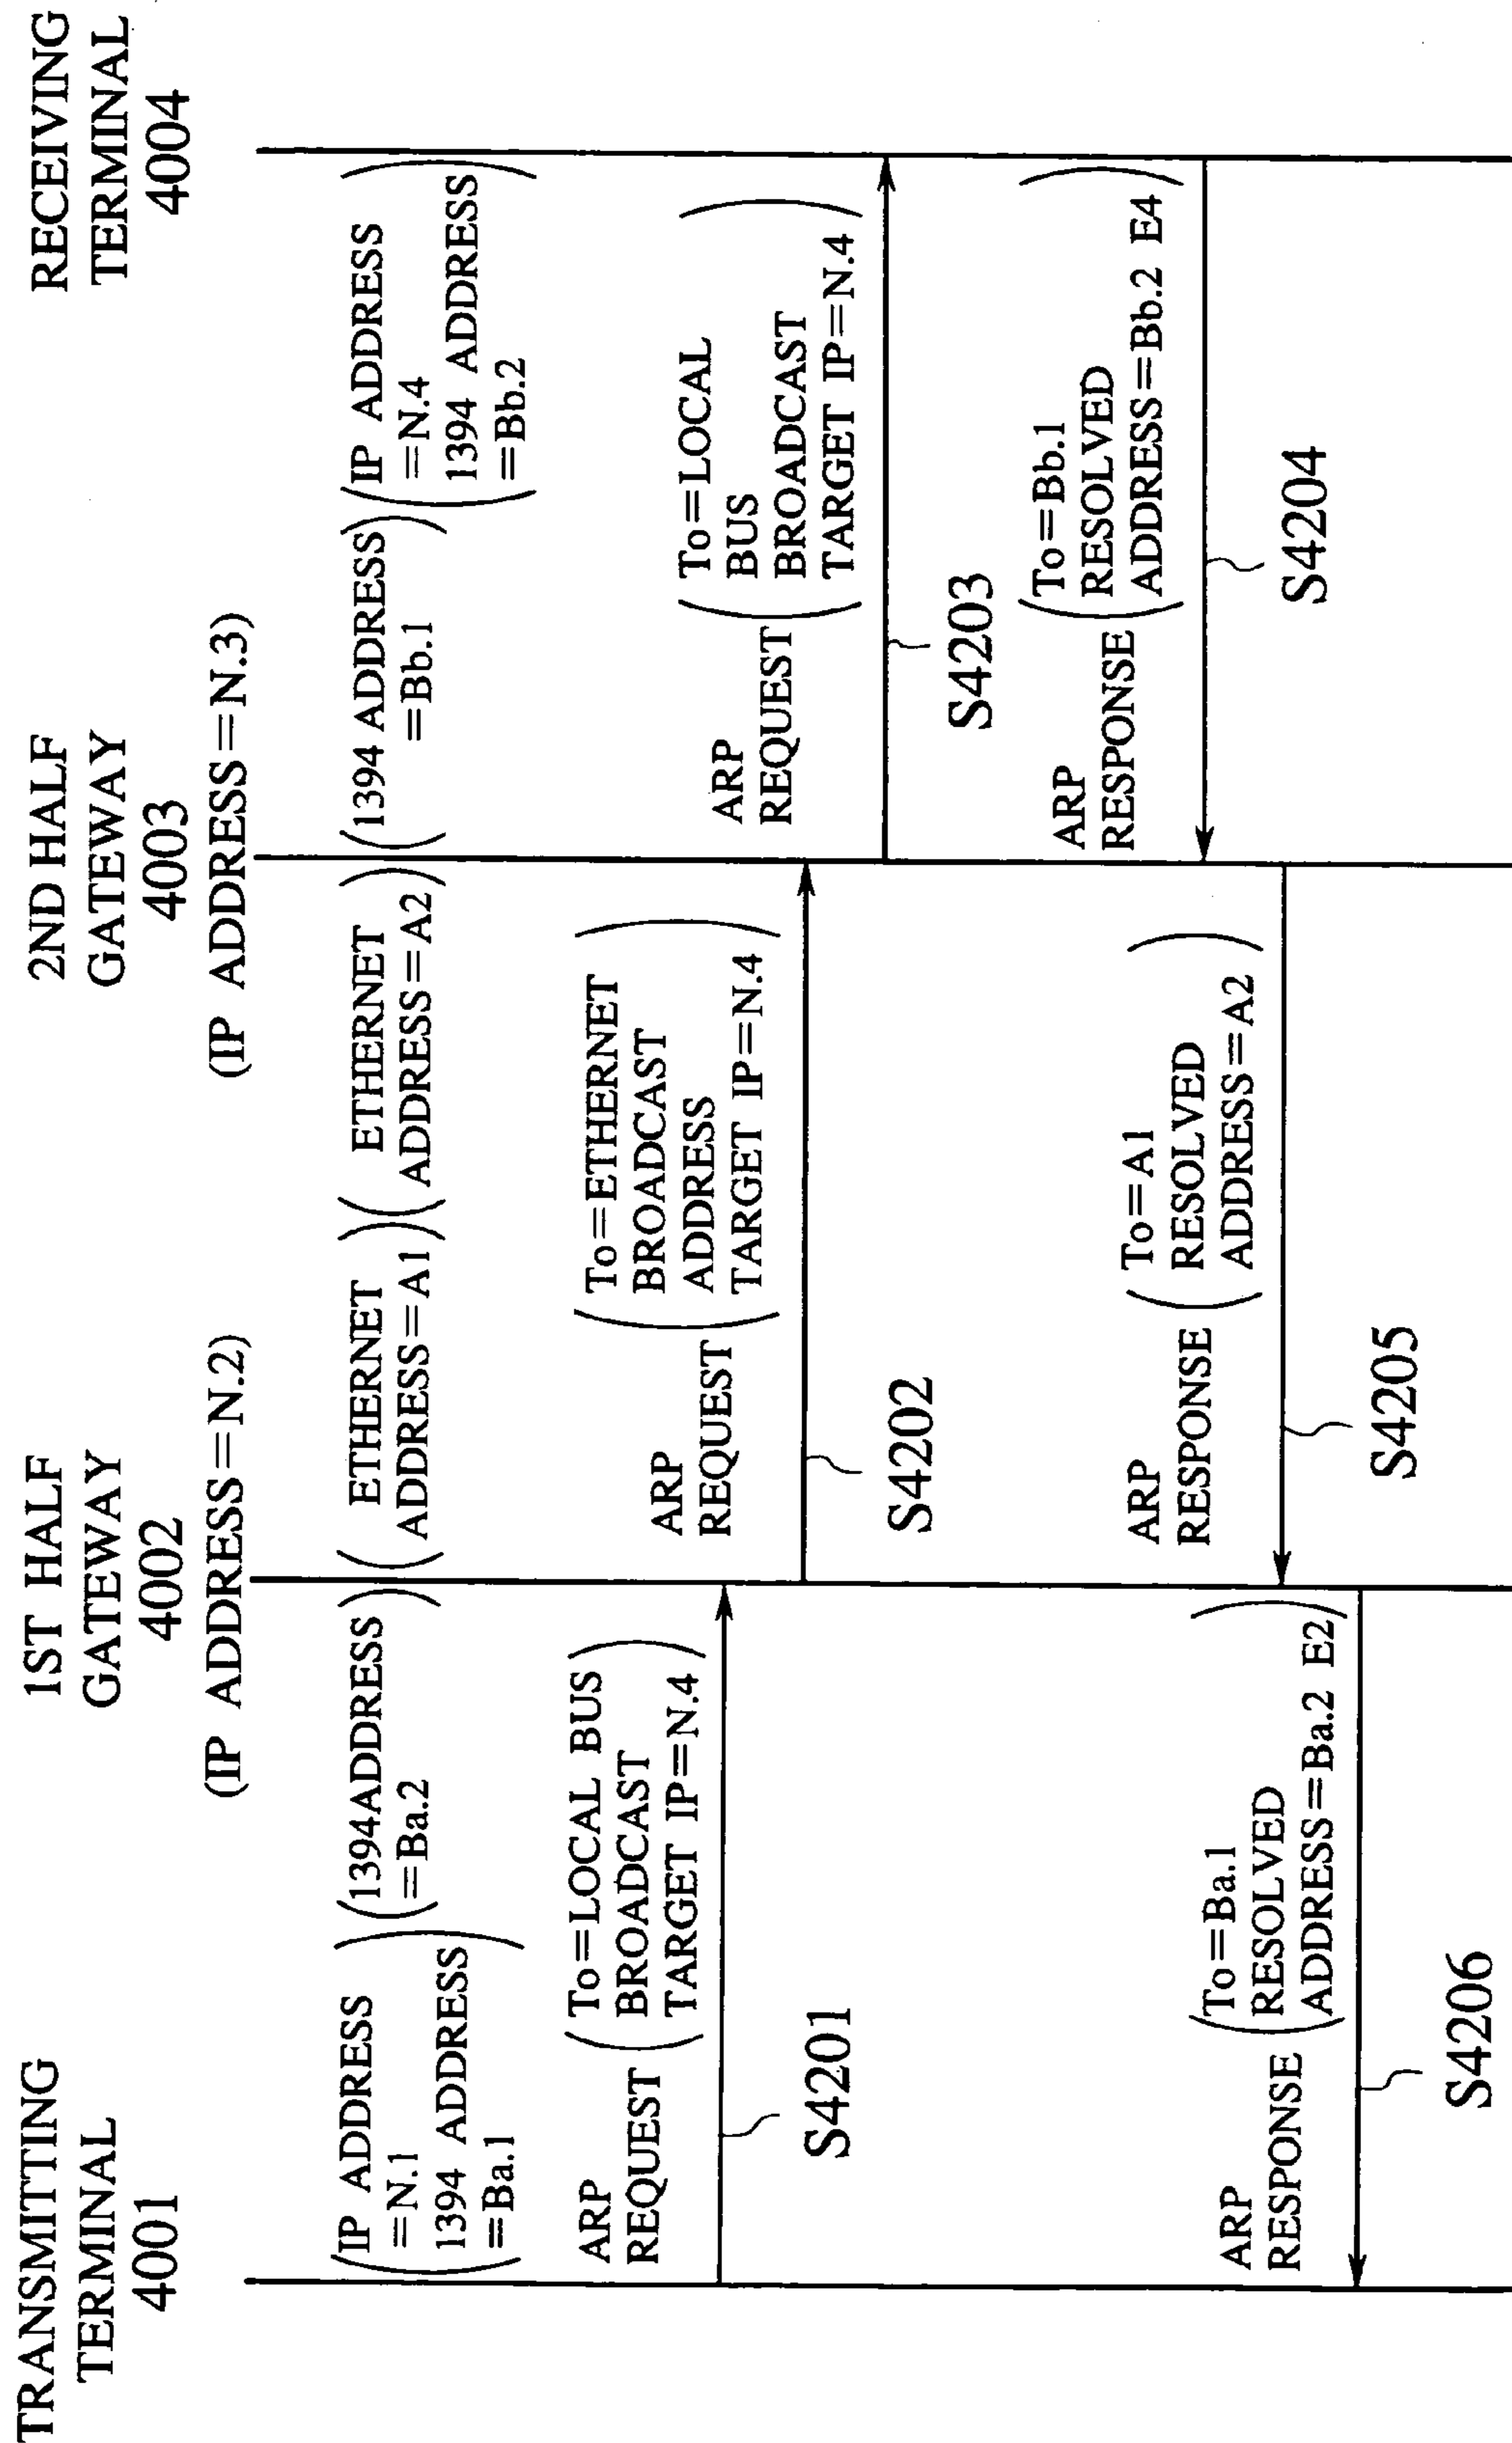 TRANSMITTING
TERMINAL
4001
1ST HALF
GATEWAY
4002
(IP ADDRESS=N.2)
2ND HALF
GATEWAY
4003
(IP ADDRESS=N.3)
RECEIVING
TERMINAL
4004
(IP ADDRESS
=N.1
1394 ADDRESS
=Ba.1)
(1394ADDRESS
=Ba.2)
(ETHERNET
ADDRESS=A1)
(ETHERNET
ADDRESS=A2)
(1394 ADDRESS
=Bb.1)
(IP ADDRESS
=N.4
1394 ADDRESS
=Bb.2)
ARP
REQUEST
(To=LOCAL BUS
BROADCAST
TARGET IP=N.4)
S4201
ARP
REQUEST
(To=ETHERNET
BROADCAST
ADDRESS
TARGET IP=N.4)
S4202
ARP
REQUEST
(To=LOCAL
BUS
BROADCAST
TARGET IP=N.4)
S4203
ARP
RESPONSE
(To=Bb.1
RESOLVED
ADDRESS=Bb.2 E4)
S4204
ARP
RESPONSE
(To=A1
RESOLVED
ADDRESS=A2)
S4205
ARP
RESPONSE
(To=Ba.1
RESOLVED
ADDRESS=Ba.2 E2)
S4206